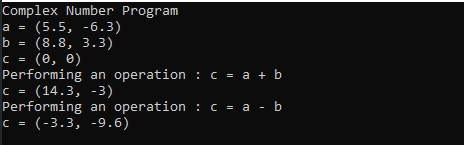 Complex Number Program
a = (5.5, -6.3)
b = (8.8, 3.3)
c = (0, 0)
Performing an operation : c = a + b
c = (14.3, -3)
Performing an operation : c = a - b
c = (-3.3, -9.6)